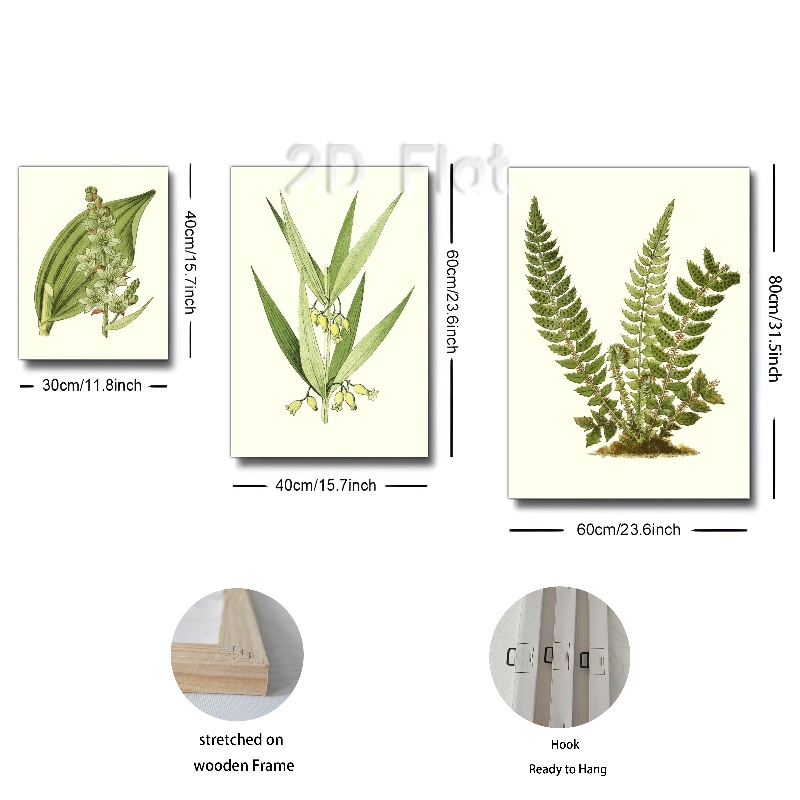 2D Flat
40cm/15.7inch
30cm/11.8inch
60cm/23.6inch
40cm/15.7inch
80cm/31.5inch
60cm/23.6inch
stretched on
wooden Frame
Hook
Ready to Hang